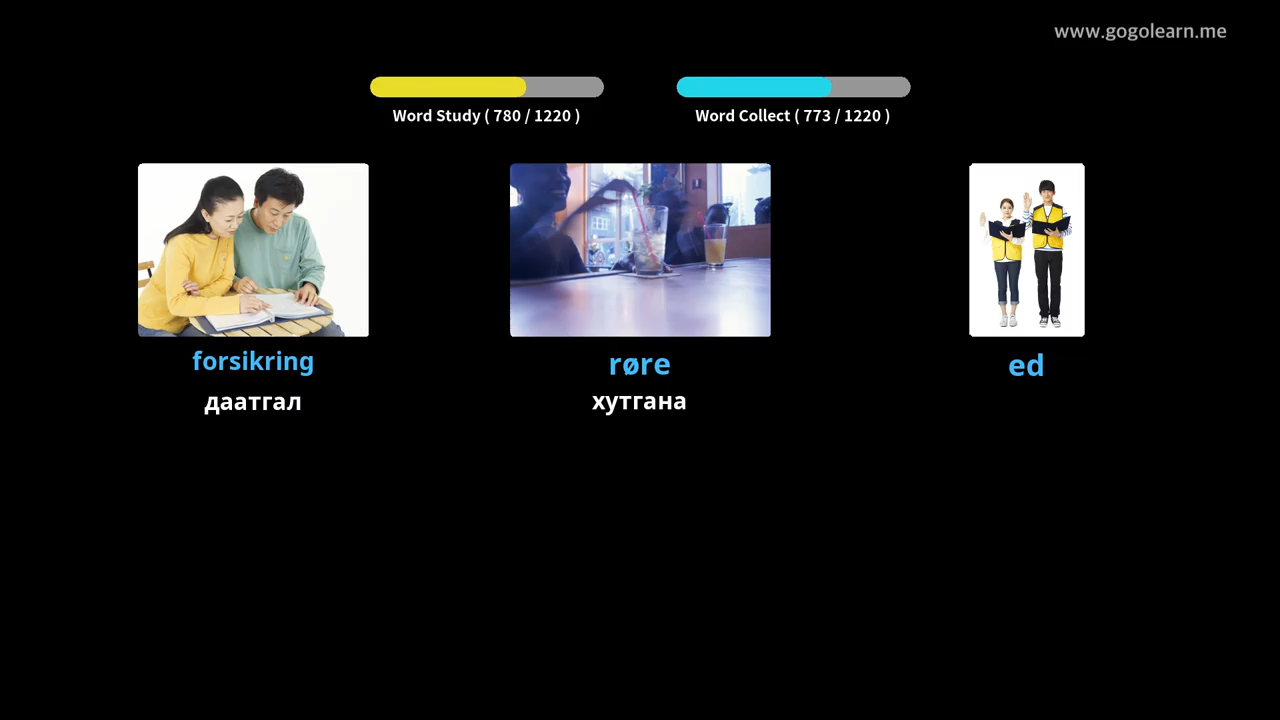 www.gogolearn.me
Word Study ( 780 / 1220 )
Word Collect ( 773 / 1220 )
forsikring
даатгал
røre
хутгана
ed